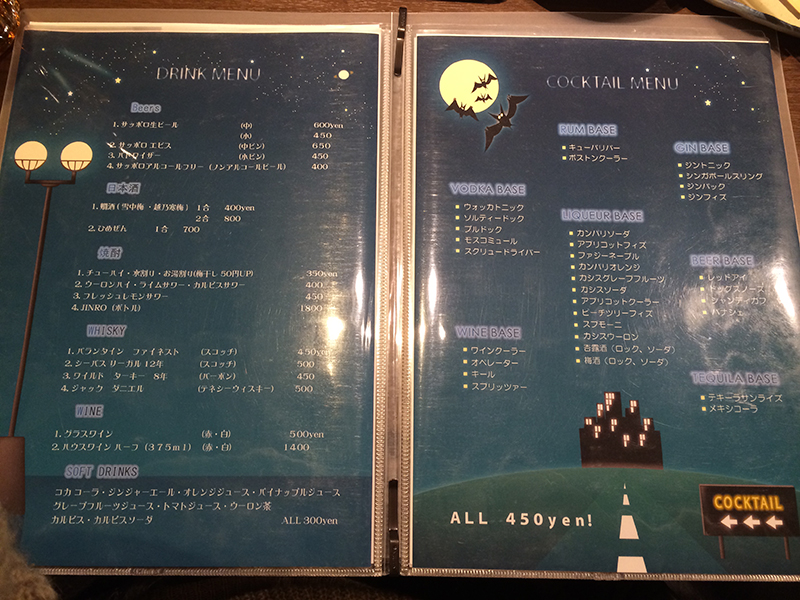 DRINK MENU
Beers
1. サッポロ生ビール (中) 600yen
(小) 450
2. サッポロ エビス (中ビン) 650
3. バドワイザー (小ビン) 450
4. サッポロアルコールフリー (ノンアルコールビール) 400
日本酒
1. 燗酒 (雪中梅・越乃寒梅) 1合 400yen
2合 800
2. ひめぜん 1合 700
焼酎
1. チューハイ・水割り・お湯割り(梅干し 50円UP) 350yen
2. ウーロンハイ・ライムサワー・カルピスサワー 400
3. フレッシュレモンサワー 450
4. JINRO (ボトル) 1800
WHISKY
1. バランタイン ファイネスト (スコッチ) 450yen
2. シーバス リーガル 12年 (スコッチ) 500
3. ワイルド ターキー 8年 (バーボン) 450
4. ジャック ダニエル (テネシーウィスキー) 500
WINE
1. グラスワイン (赤・白) 500yen
2. ハウスワイン ハーフ (375ml) (赤・白) 1400
SOFT DRINKS
コカ コーラ・ジンジャーエール・オレンジジュース・パイナップルジュース
グレープフルーツジュース・トマトジュース・ウーロン茶
カルピス・カルピスソーダ ALL 300yen
COCKTAIL MENU
RUM BASE
キューバリバー
ボストンクーラー
GIN BASE
ジントニック
シンガポールスリング
ジンバック
ジンフィズ
VODKA BASE
ウォッカトニック
ソルティードック
ブルドック
モスコミュール
スクリュードライバー
LIQUEUR BASE
カンパリソーダ
アプリコットフィズ
ファジーネーブル
カンパリオレンジ
カシスグレープフルーツ
カシスソーダ
アプリコットクーラー
ピーチツリーフィズ
スプモーニ
カシスウーロン
杏露酒 (ロック、ソーダ)
梅酒 (ロック、ソーダ)
BEER BASE
レッドアイ
ドッグズノーズ
シャンディガフ
パナシェ
WINE BASE
ワインクーラー
オペレーター
キール
スプリッツァー
TEQUILA BASE
テキーラサンライズ
メキシコーラ
ALL 450yen!
COCKTAIL